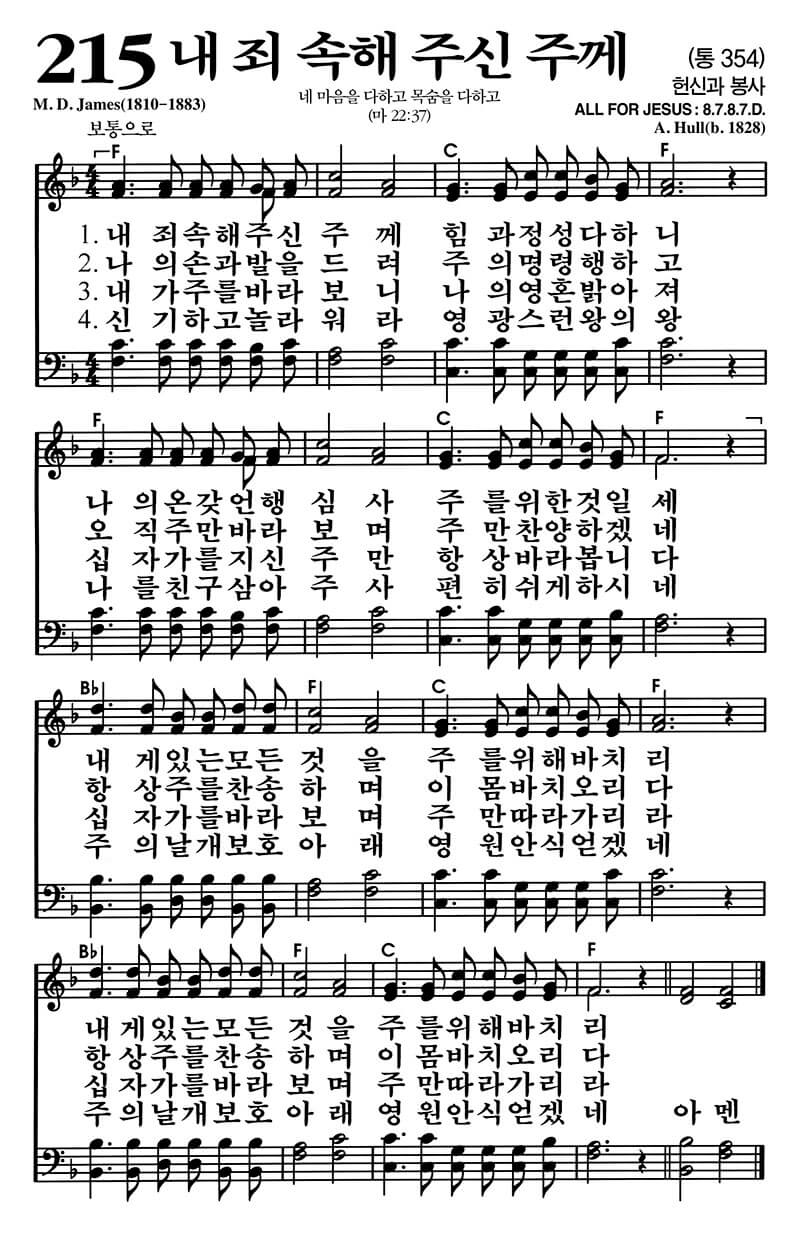 215 내 죄 속해 주신 주께
(통 354)
헌신과 봉사
M. D. James(1810-1883)
네 마음을 다하고 목숨을 다하고
(마 22:37)
ALL FOR JESUS : 8.7.8.7.D.
A. Hull(b. 1828)
보통으로
F C F
1. 내 죄속해주신 주께 힘 과정성다하니
2. 나 의손과발을드려 주 의명령행하고
3. 내 가주를바라보니 나 의영혼밝아져
4. 신 기하고놀라워라 영 광스런왕의왕
F C F
나 의온갖언행심사 주 를위한것일세
오 직주만바라보며 주 만찬양하겠네
십 자가를지신주만 항 상바라봅니다
나 를친구삼아주사 편 히쉬게하시네
B♭ F C F
내 게있는모든것을 주 를위해바치리
항 상주를찬송하며 이 몸바치오리다
십 자가를바라보며 주 만따라가리라
주 의날개보호아래 영 원안식얻겠네
B♭ F C F
내 게있는모든것을 주 를위해바치리
항 상주를찬송하며 이 몸바치오리다
십 자가를바라보며 주 만따라가리라
주 의날개보호아래 영 원안식얻겠네 아멘